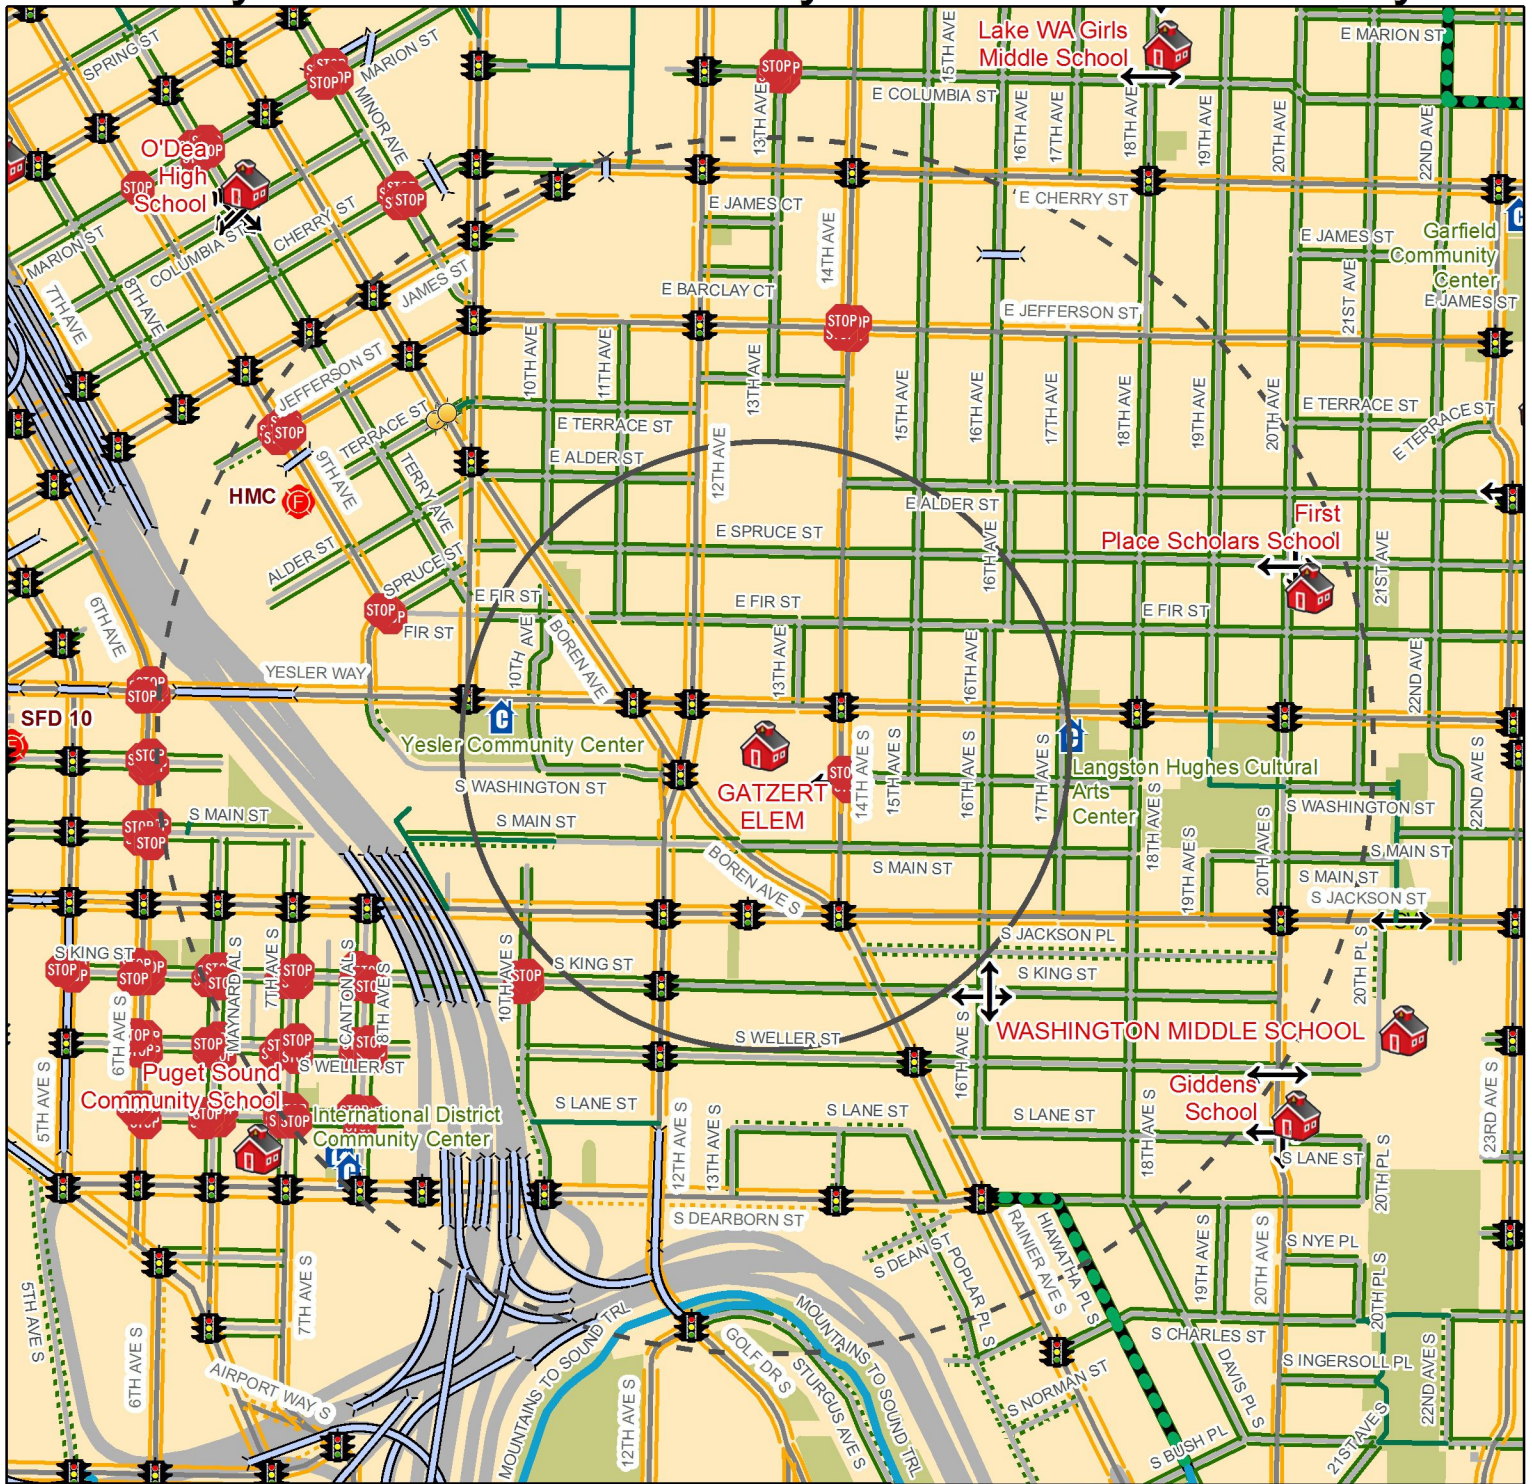 Lake WA Girls
Middle School
E MARION ST
SPRING ST
MARION ST
15TH AVE
STOP
STOP
E COLUMBIA ST
13TH AVE
MINOR AVE
16TH AVE
17TH AVE
18TH AVE
19TH AVE
20TH AVE
22ND AVE
O'Dea
High
School
STOP
STOP
E JAMES CT
E CHERRY ST
MARION ST
COLUMBIA ST
CHERRY ST
14TH AVE
E JAMES ST
Garfield
Community
Center
7TH AVE
8TH AVE
JAMES ST
E BARCLAY CT
21ST AVE
E JAMES ST
E JEFFERSON ST
STOP
JEFFERSON ST
10TH AVE
11TH AVE
13TH AVE
15TH AVE
16TH AVE
17TH AVE
18TH AVE
19TH AVE
20TH AVE
E TERRACE ST
E TERRACE ST
STOP
TERRACE ST
E TERRACE ST
E ALDER ST
12TH AVE
HMC
9TH AVE
TERRY AVE
E ALDER ST
First
Place Scholars School
E SPRUCE ST
16TH AVE
21ST AVE
ALDER ST
SPRUCE ST
E FIR ST
E FIR ST
E FIR ST
STOP
FIR ST
6TH AVE
YESLER WAY
10TH AVE
BOREN AVE
13TH AVE
16TH AVE
22ND AVE
STOP
SFD 10
Yesler Community Center
S WASHINGTON ST
GATZERT
ELEM
14TH AVE S
15TH AVE S
16TH AVE S
17TH AVE S
Langston Hughes Cultural
Arts
Center
18TH AVE S
S WASHINGTON ST
22ND AVE S
S MAIN ST
S MAIN ST
STOP
BOREN AVE S
S MAIN ST
19TH AVE S
20TH AVE S
S MAIN ST
S MAIN ST
S JACKSON ST
S JACKSON PL
S KING ST
STOP
STOP
STOP
STOP
S KING ST
S KING ST
6TH AVE S
MAYNARD AL S
7TH AVE S
CANTON AL S
8TH AVE S
10TH AVE S
20TH PL S
WASHINGTON MIDDLE SCHOOL
S WELLER ST
S WELLER ST
STOP
5TH AVE S
Puget Sound
Community School
16TH AVE S
Giddens
School
23RD AVE S
International District
Community Center
S LANE ST
S LANE ST
S LANE ST
S LANE ST
12TH AVE S
13TH AVE S
18TH AVE S
20TH PL S
S DEARBORN ST
5TH AVE S
6TH AVE S
7TH AVE S
S DEAN ST
POPLAR PL S
RAINIER AVE S
HIAWATHA PL S
19TH AVE S
20TH AVE S
S NYE PL
20TH PL S
AIRPORT WAY S
MOUNTAINS TO SOUND TRL
12TH AVE S
GOLF DR S
STURGUS AVE S
MOUNTAINS TO SOUND TRL
S CHARLES ST
S NORMAN ST
DAVIS PL S
S INGERSOLL PL
22ND AVE S
21ST AVE S
S BUSH PL